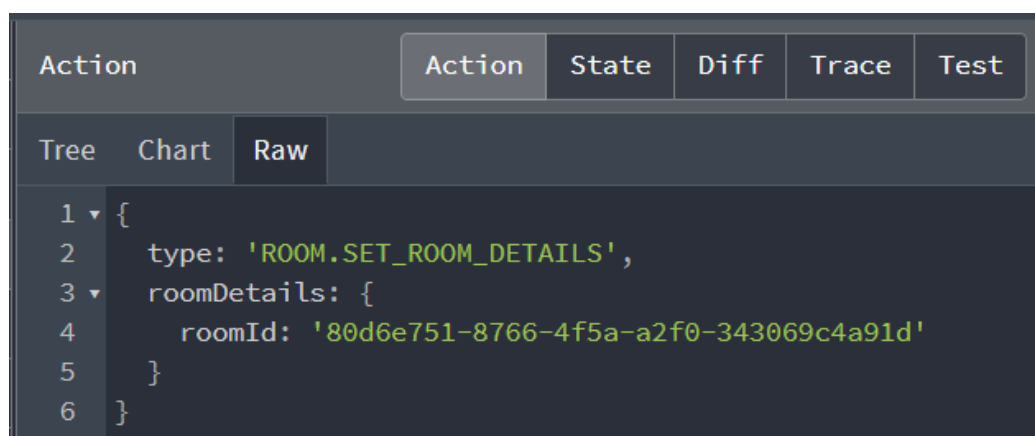 Action Action State Diff Trace Test
Tree Chart Raw
1 {
2 type: 'ROOM.SET_ROOM_DETAILS',
3 roomDetails: {
4 roomId: '80d6e751-8766-4f5a-a2f0-343069c4a91d'
5 }
6 }